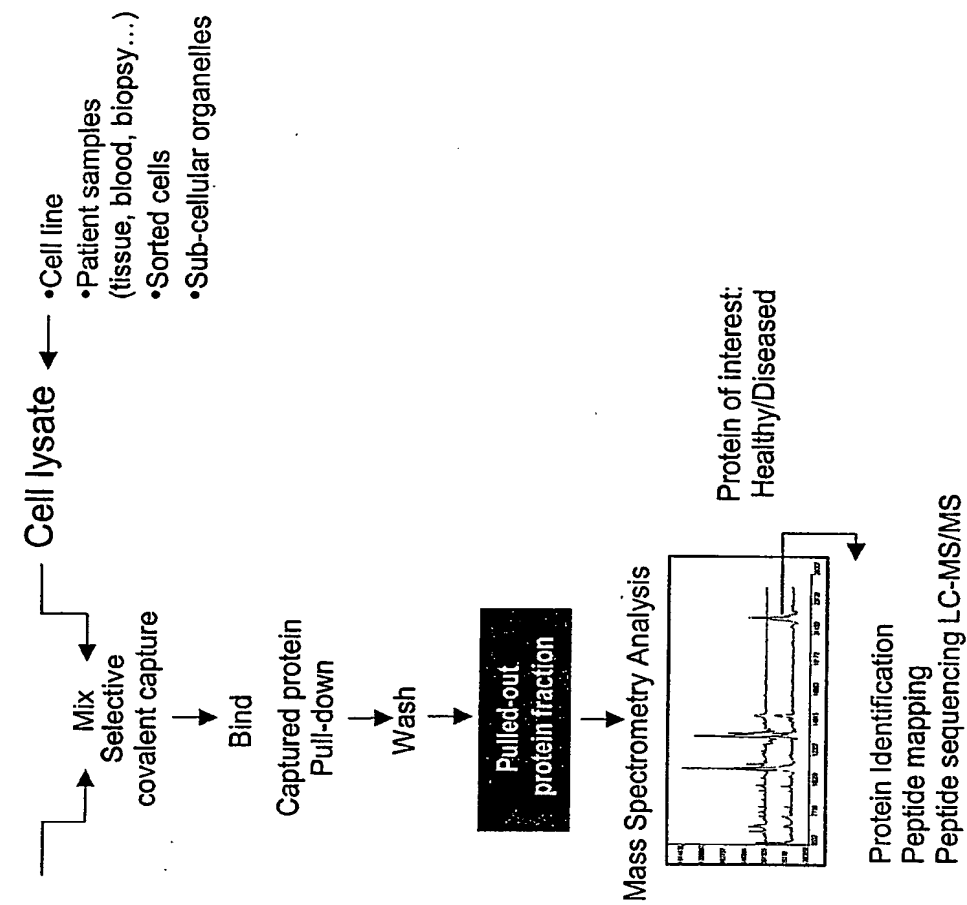 Cell lysate
•Cell line
•Patient samples
(tissue, blood, biopsy...)
•Sorted cells
•Sub-cellular organelles
Mix
Selective
covalent capture
Bind
Captured protein
Pull-down
Wash
Pulled-out
protein fraction
Mass Spectrometry Analysis
Protein of interest:
Healthy/Diseased
Protein Identification
Peptide mapping
Peptide sequencing LC-MS/MS